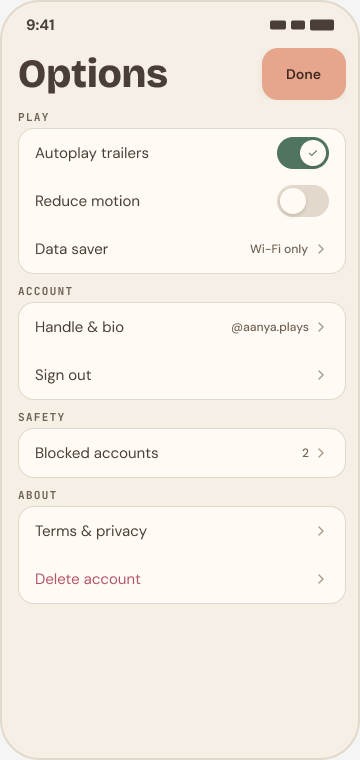 9:41
Options
Done
PLAY
Autoplay trailers
Reduce motion
Data saver
Wi-Fi only
ACCOUNT
Handle & bio
@aanya.plays
Sign out
SAFETY
Blocked accounts
2
ABOUT
Terms & privacy
Delete account